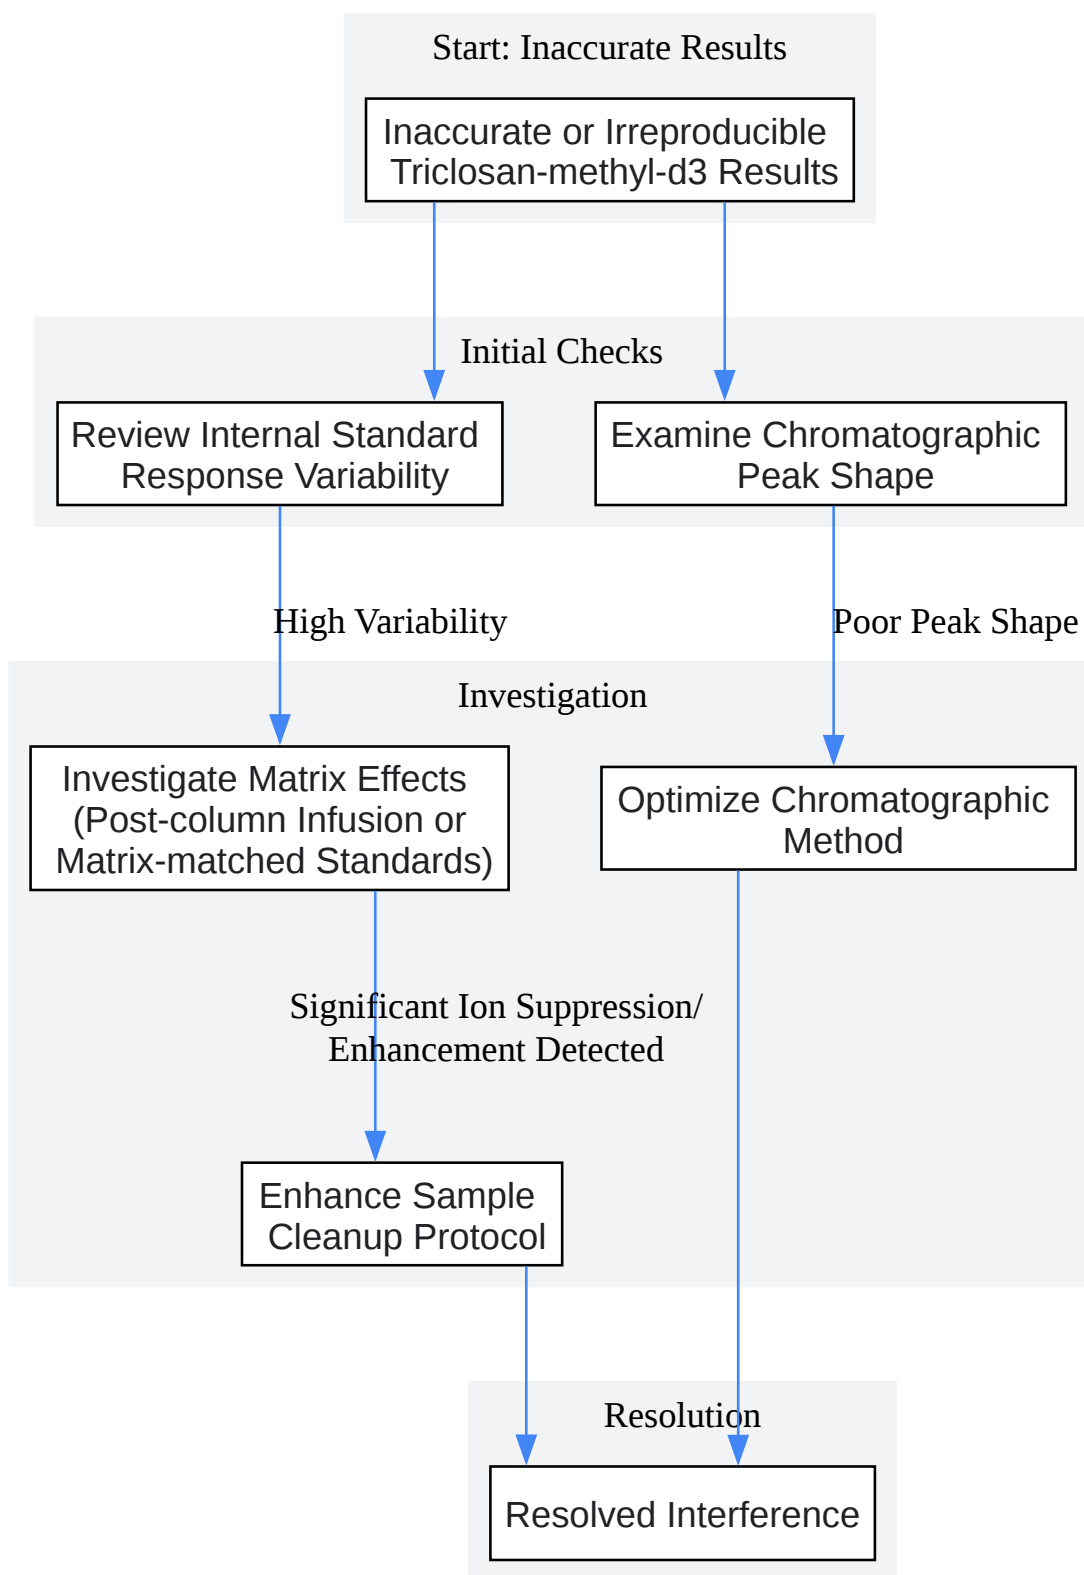 Start: Inaccurate Results
Inaccurate or Irreproducible
Triclosan-methyl-d3 Results
Initial Checks
Review Internal Standard
Response Variability
Examine Chromatographic
Peak Shape
High Variability
Poor Peak Shape
Investigation
Investigate Matrix Effects
(Post-column Infusion or
Matrix-matched Standards)
Optimize Chromatographic
Method
Significant Ion Suppression/
Enhancement Detected
Enhance Sample
Cleanup Protocol
Resolution
Resolved Interference